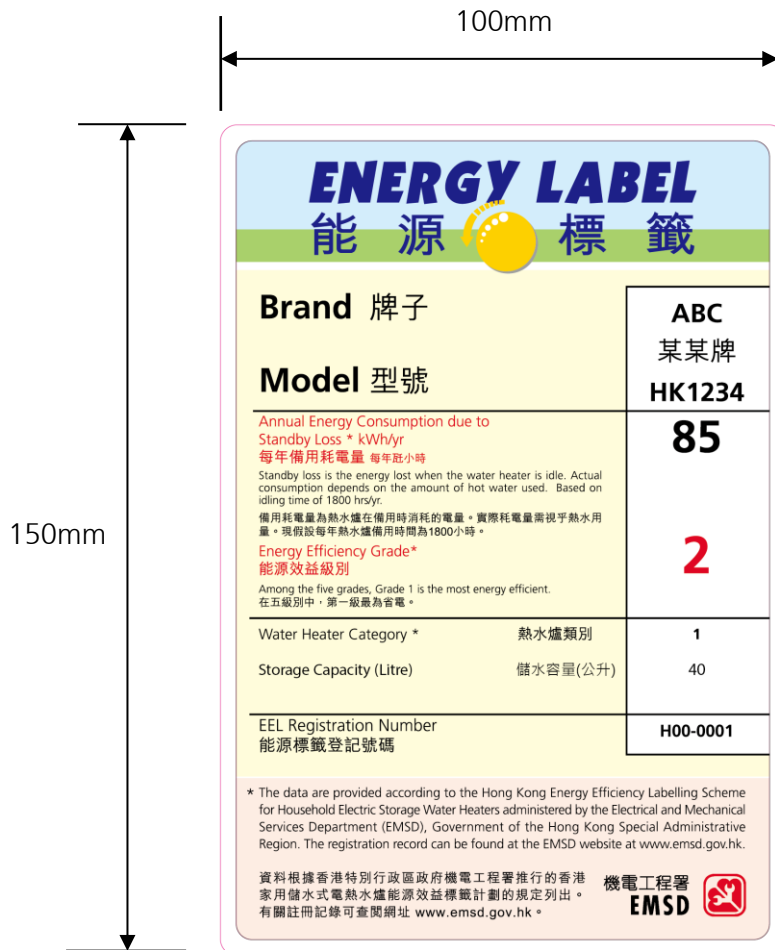 100mm
150mm
ENERGY LABEL
能源標籤
Brand 牌子
ABC
某某牌
Model 型號
HK1234
Annual Energy Consumption due to
Standby Loss * kWh/yr
每年備用耗電量 每年瓩小時
85
Standby loss is the energy lost when the water heater is idle. Actual
consumption depends on the amount of hot water used. Based on
idling time of 1800 hrs/yr.
備用耗電量為熱水爐在備用時消耗的電量。實際耗電量需視乎熱水用
量。現假設每年熱水爐備用時間為1800小時。
Energy Efficiency Grade*
能源效益級別
2
Among the five grades, Grade 1 is the most energy efficient.
在五級別中，第一級最為省電。
Water Heater Category * 熱水爐類別 1
Storage Capacity (Litre) 儲水容量(公升) 40
EEL Registration Number
能源標籤登記號碼
H00-0001
* The data are provided according to the Hong Kong Energy Efficiency Labelling Scheme
for Household Electric Storage Water Heaters administered by the Electrical and Mechanical
Services Department (EMSD), Government of the Hong Kong Special Administrative
Region. The registration record can be found at the EMSD website at www.emsd.gov.hk.
資料根據香港特別行政區政府機電工程署推行的香港
家用儲水式電熱水爐能源效益標籤計劃的規定列出。
有關註冊記錄可查閱網址 www.emsd.gov.hk。
機電工程署
EMSD